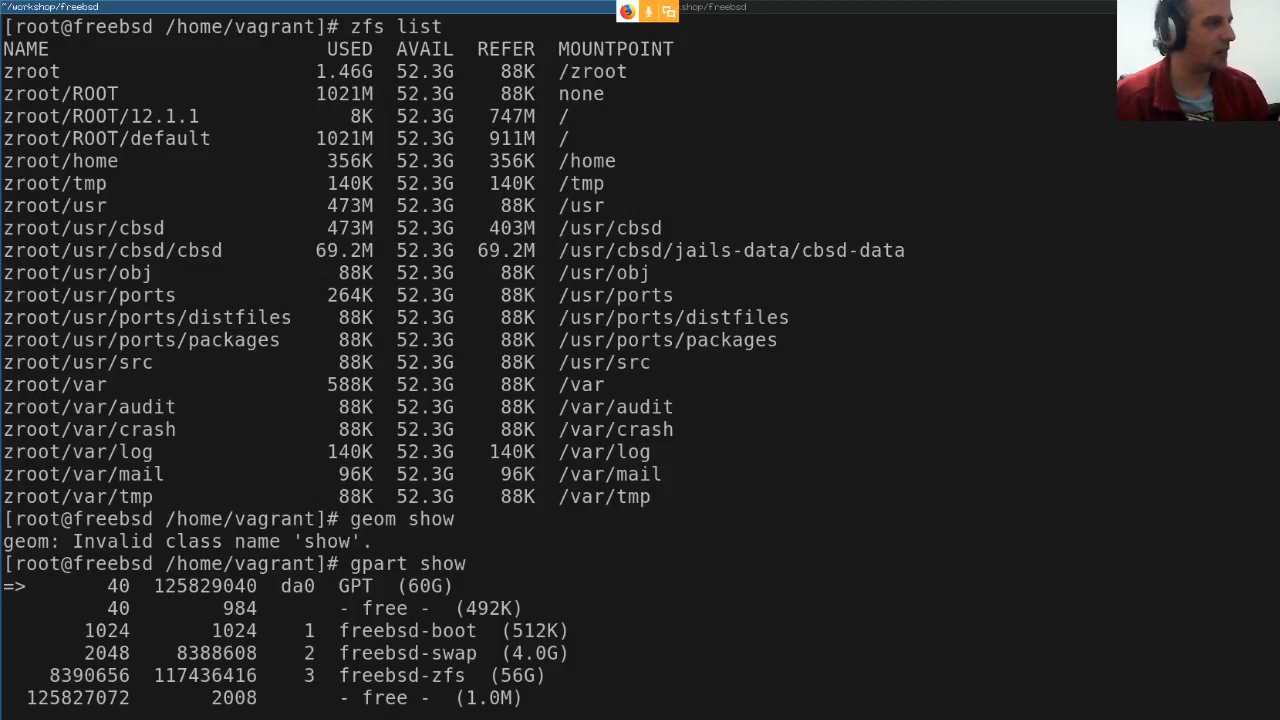 ~/workshop/freebsd
shop/freebsd
[root@freebsd /home/vagrant]# zfs list
NAME USED AVAIL REFER MOUNTPOINT
zroot 1.46G 52.3G 88K /zroot
zroot/ROOT 1021M 52.3G 88K none
zroot/ROOT/12.1.1 8K 52.3G 747M /
zroot/ROOT/default 1021M 52.3G 911M /
zroot/home 356K 52.3G 356K /home
zroot/tmp 140K 52.3G 140K /tmp
zroot/usr 473M 52.3G 88K /usr
zroot/usr/cbsd 473M 52.3G 403M /usr/cbsd
zroot/usr/cbsd/cbsd 69.2M 52.3G 69.2M /usr/cbsd/jails-data/cbsd-data
zroot/usr/obj 88K 52.3G 88K /usr/obj
zroot/usr/ports 264K 52.3G 88K /usr/ports
zroot/usr/ports/distfiles 88K 52.3G 88K /usr/ports/distfiles
zroot/usr/ports/packages 88K 52.3G 88K /usr/ports/packages
zroot/usr/src 88K 52.3G 88K /usr/src
zroot/var 588K 52.3G 88K /var
zroot/var/audit 88K 52.3G 88K /var/audit
zroot/var/crash 88K 52.3G 88K /var/crash
zroot/var/log 140K 52.3G 140K /var/log
zroot/var/mail 96K 52.3G 96K /var/mail
zroot/var/tmp 88K 52.3G 88K /var/tmp
[root@freebsd /home/vagrant]# geom show
geom: Invalid class name 'show'.
[root@freebsd /home/vagrant]# gpart show
=> 40 125829040 da0 GPT (60G)
40 984 - free - (492K)
1024 1024 1 freebsd-boot (512K)
2048 8388608 2 freebsd-swap (4.0G)
8390656 117436416 3 freebsd-zfs (56G)
125827072 2008 - free - (1.0M)